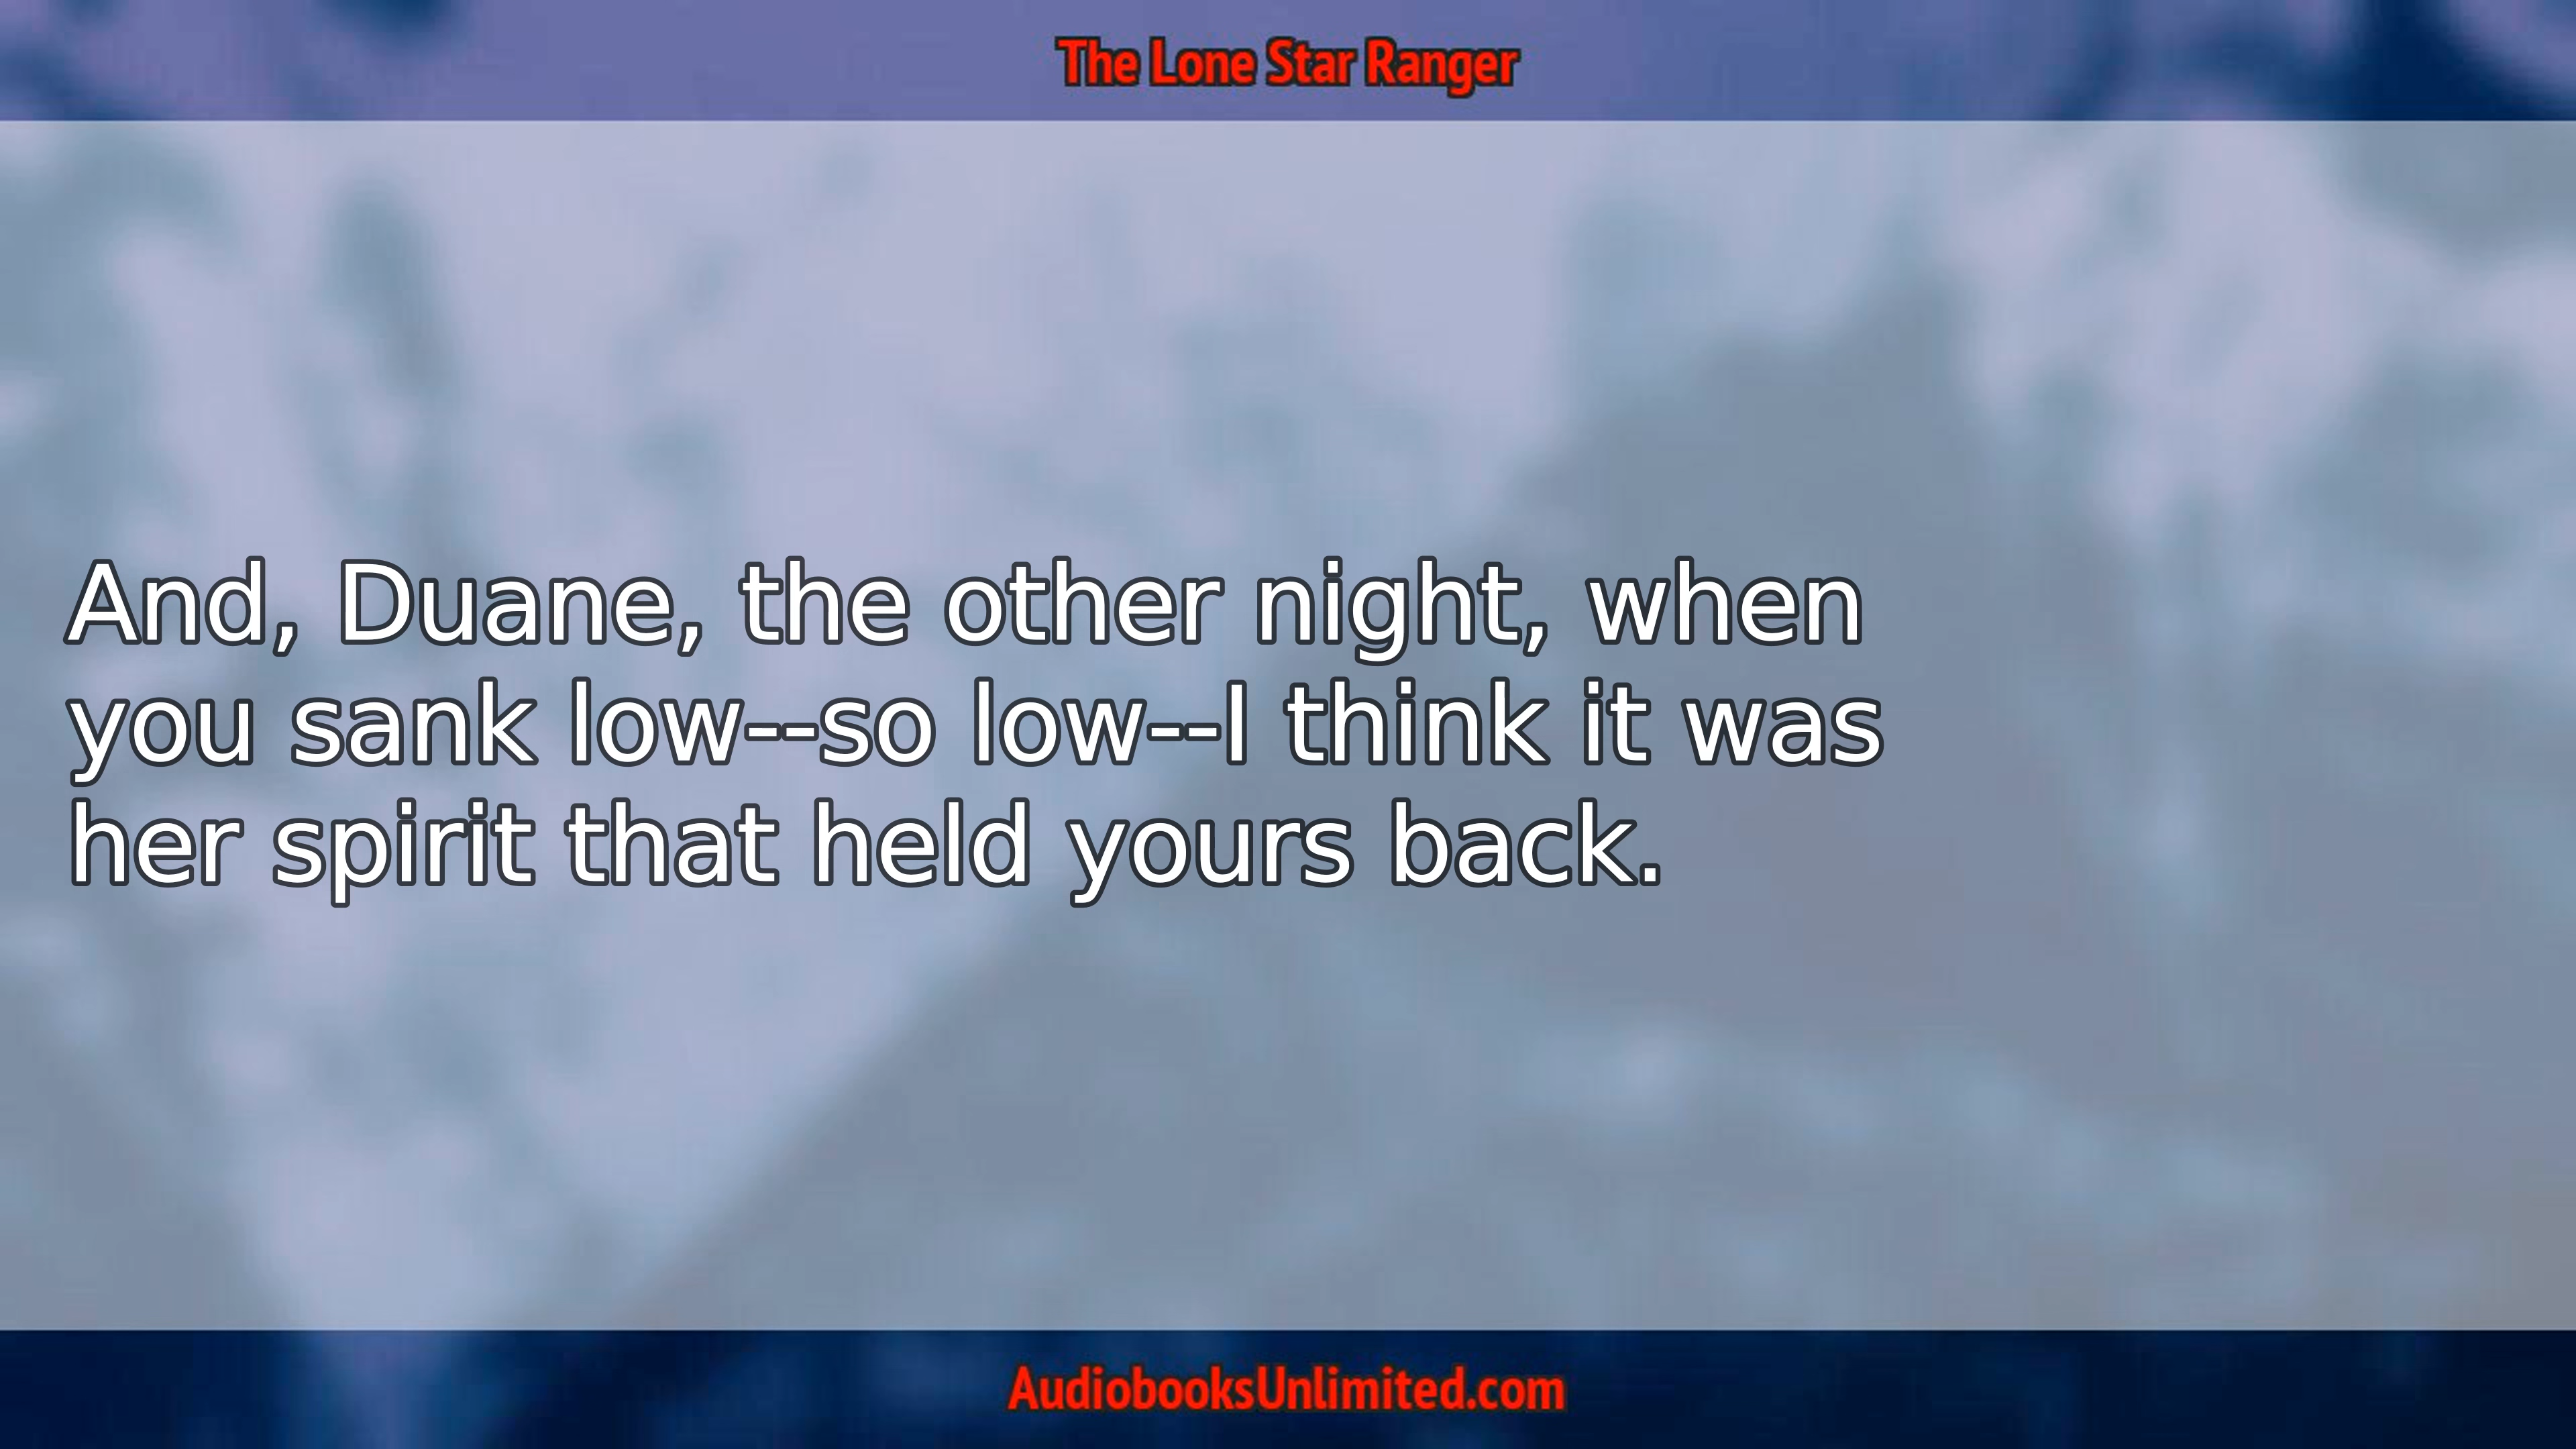 The Lone Star Ranger
And, Duane, the other night, when
you sank low--so low--I think it was
her spirit that held yours back.
AudiobooksUnlimited.com